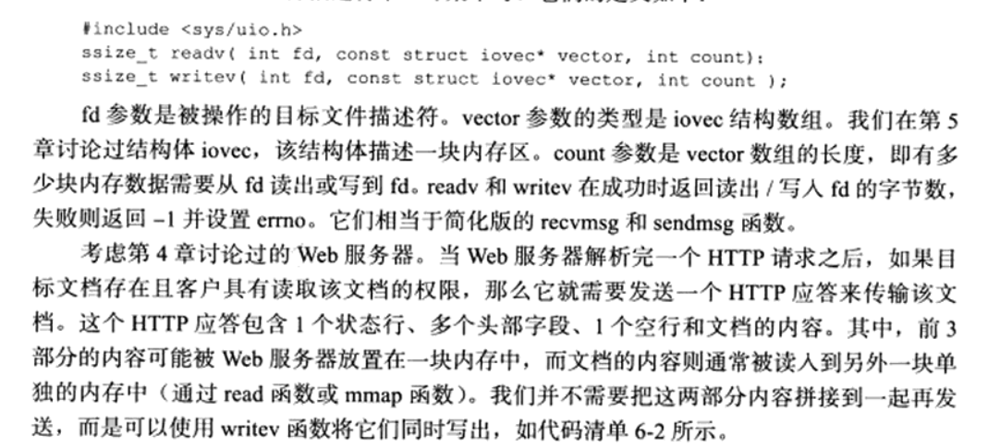 #include <sys/uio.h>
ssize_t readv( int fd, const struct iovec* vector, int count);
ssize_t writev( int fd, const struct iovec* vector, int count );
fd 参数是被操作的目标文件描述符。vector 参数的类型是 iovec 结构数组。我们在第 5
章讨论过结构体 iovec，该结构体描述一块内存区。count 参数是 vector 数组的长度，即有多
少块内存数据需要从 fd 读出或写到 fd。readv 和 writev 在成功时返回读出 / 写入 fd 的字节数，
失败则返回 –1 并设置 errno。它们相当于简化版的 recvmsg 和 sendmsg 函数。
考虑第 4 章讨论过的 Web 服务器。当 Web 服务器解析完一个 HTTP 请求之后，如果目
标文档存在且客户具有读取该文档的权限，那么它就需要发送一个 HTTP 应答来传输该文
档。这个 HTTP 应答包含 1 个状态行、多个头部字段、1 个空行和文档的内容。其中，前 3
部分的内容可能被 Web 服务器放置在一块内存中，而文档的内容则通常被读入到另外一块单
独的内存中（通过 read 函数或 mmap 函数）。我们并不需要把这两部分内容拼接到一起再发
送，而是可以使用 writev 函数将它们同时写出，如代码清单 6-2 所示。